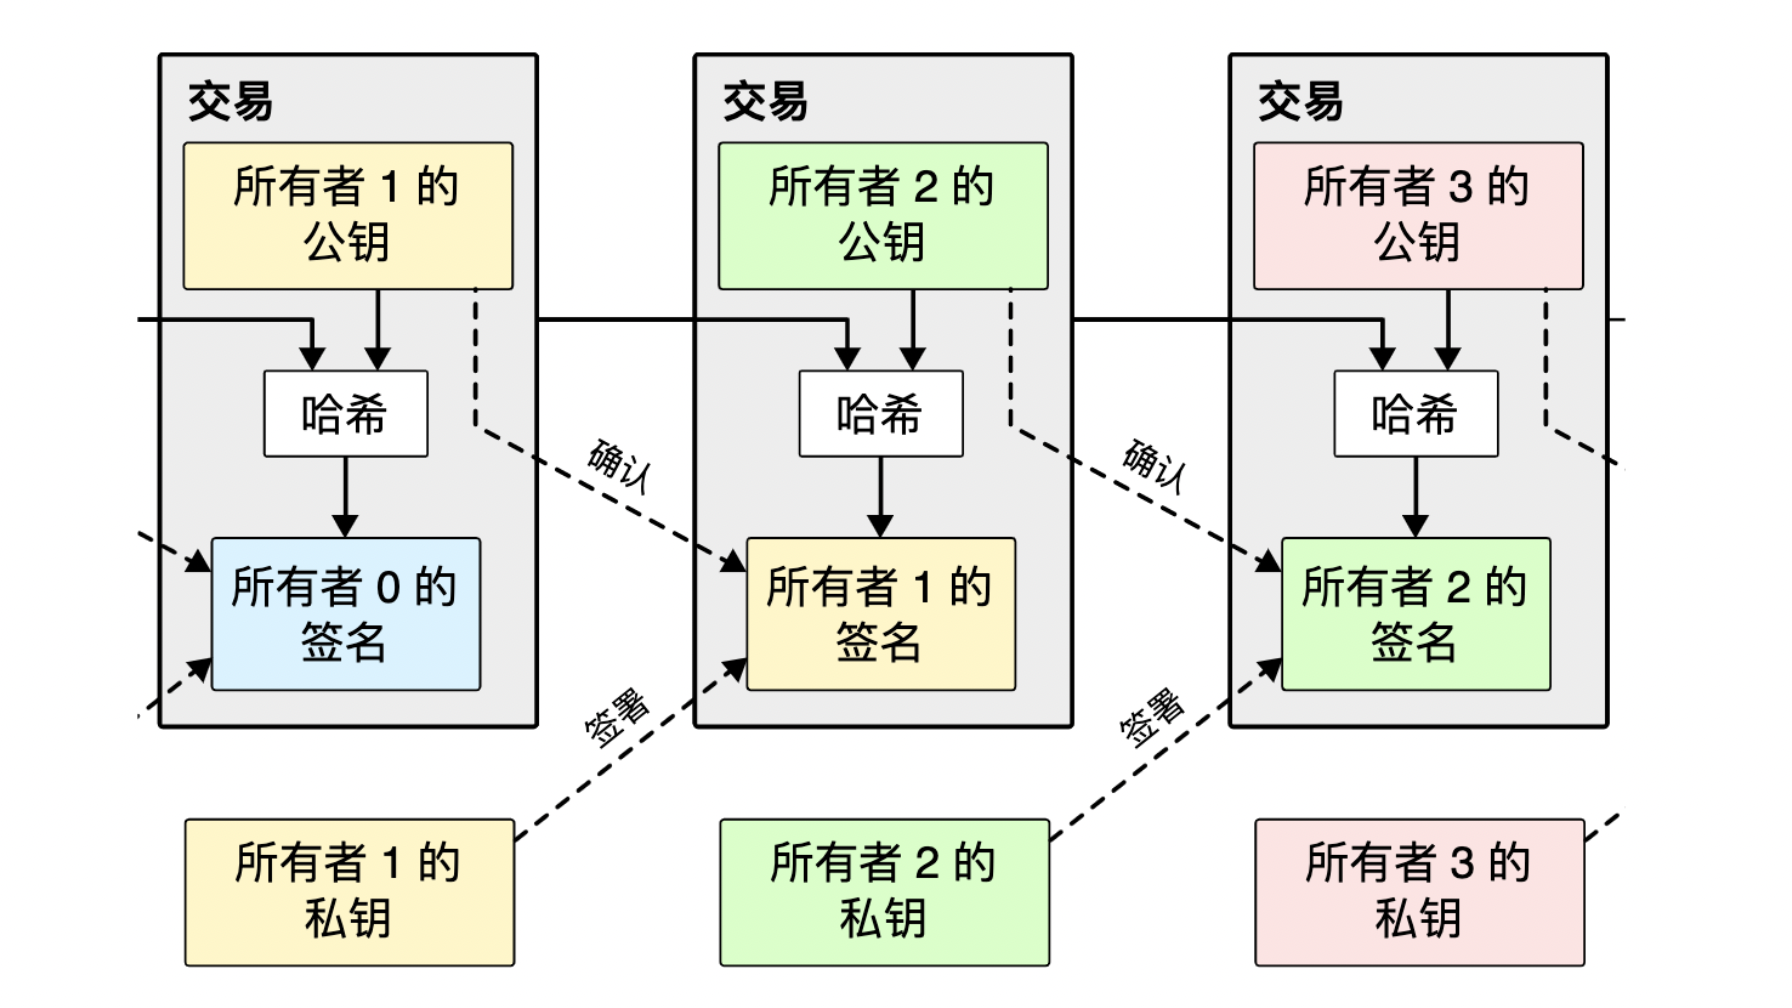 交易
所有者 1 的
公钥
哈希
所有者 0 的
签名
交易
所有者 2 的
公钥
哈希
所有者 1 的
签名
交易
所有者 3 的
公钥
哈希
所有者 2 的
签名
确认
确认
签署
签署
所有者 1 的
私钥
所有者 2 的
私钥
所有者 3 的
私钥